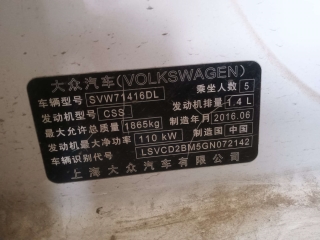 大众汽车(VOLKSWAGEN)
车辆型号 SVW71416DL 乘坐人数 5
发动机型号 CSS 发动机排量 1.4 L
最大允许总质量 1865kg 制造年月 2016.06
发动机最大净功率 110 kW 制造国 中国
车辆识别代号 LSVCD2BM5GN072142
上海大众汽车有限公司